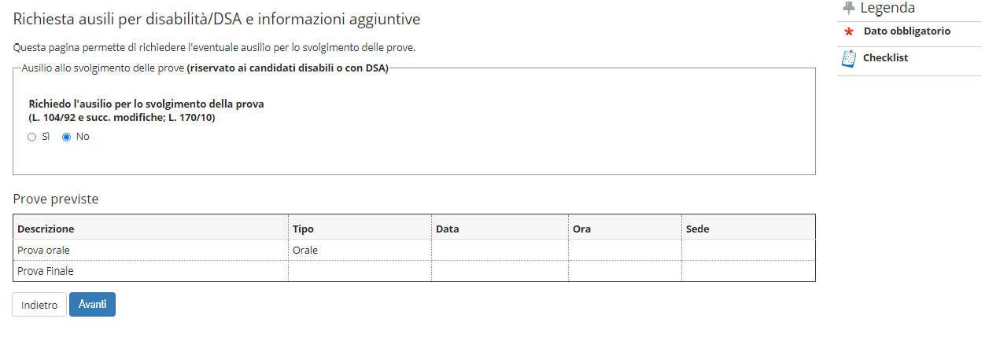 Richiesta ausili per disabilità/DSA e informazioni aggiuntive
Questa pagina permette di richiedere l'eventuale ausilio per lo svolgimento delle prove.
Ausilio allo svolgimento delle prove (riservato ai candidati disabili o con DSA)
Richiedo l'ausilio per lo svolgimento della prova
(L. 104/92 e succ. modifiche; L. 170/10)
Sì No
Prove previste
Descrizione Tipo Data Ora Sede
Prova orale Orale
Prova Finale
Indietro Avanti
Legenda
* Dato obbligatorio
Checklist